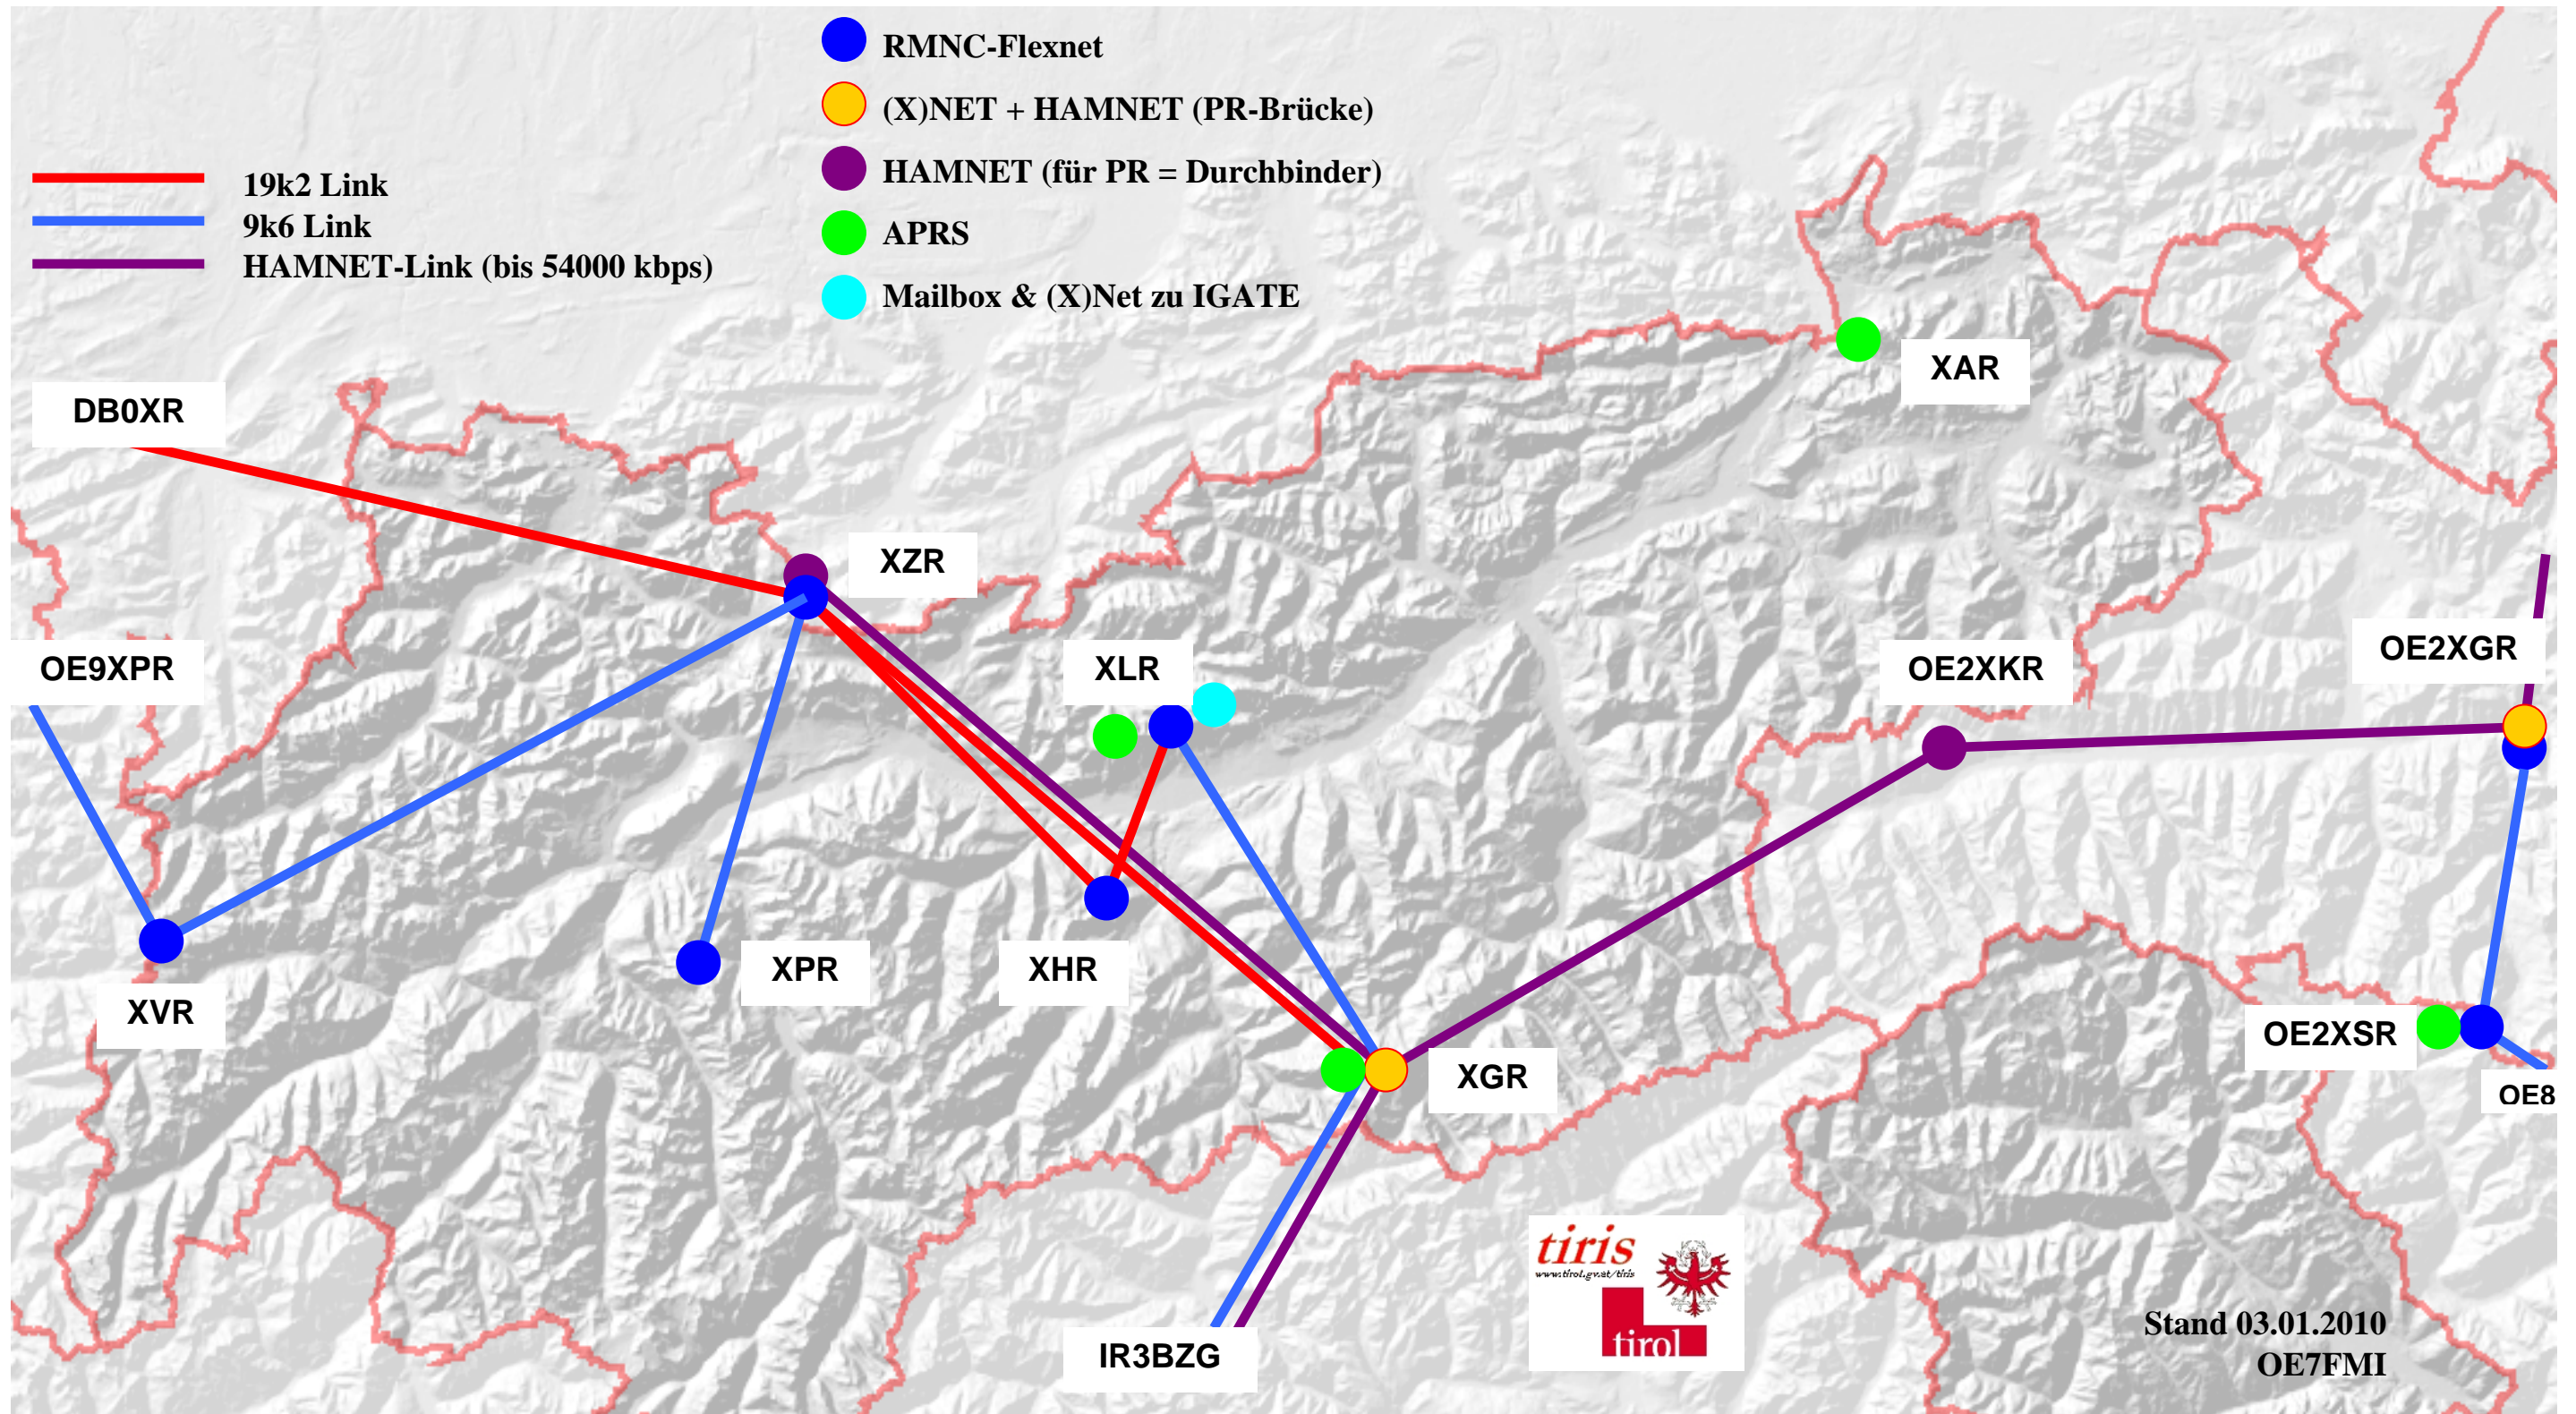 RMNC-Flexnet
(X)NET + HAMNET (PR-Brücke)
HAMNET (für PR = Durchbinder)
APRS
Mailbox & (X)Net zu IGATE
19k2 Link
9k6 Link
HAMNET-Link (bis 54000 kbps)
XAR
DB0XR
XZR
OE9XPR
XLR
OE2XKR
OE2XGR
XVR
XPR
XHR
XGR
OE2XSR
OE8
IR3BZG
tiris
www.tirol.gv.at/tiris
tirol
Stand 03.01.2010
OE7FMI